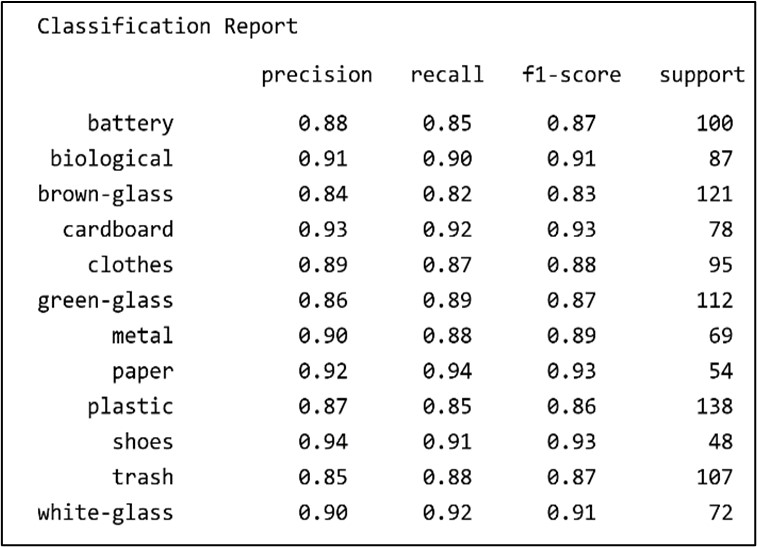 Classification Report
precision recall f1-score support
battery 0.88 0.85 0.87 100
biological 0.91 0.90 0.91 87
brown-glass 0.84 0.82 0.83 121
cardboard 0.93 0.92 0.93 78
clothes 0.89 0.87 0.88 95
green-glass 0.86 0.89 0.87 112
metal 0.90 0.88 0.89 69
paper 0.92 0.94 0.93 54
plastic 0.87 0.85 0.86 138
shoes 0.94 0.91 0.93 48
trash 0.85 0.88 0.87 107
white-glass 0.90 0.92 0.91 72